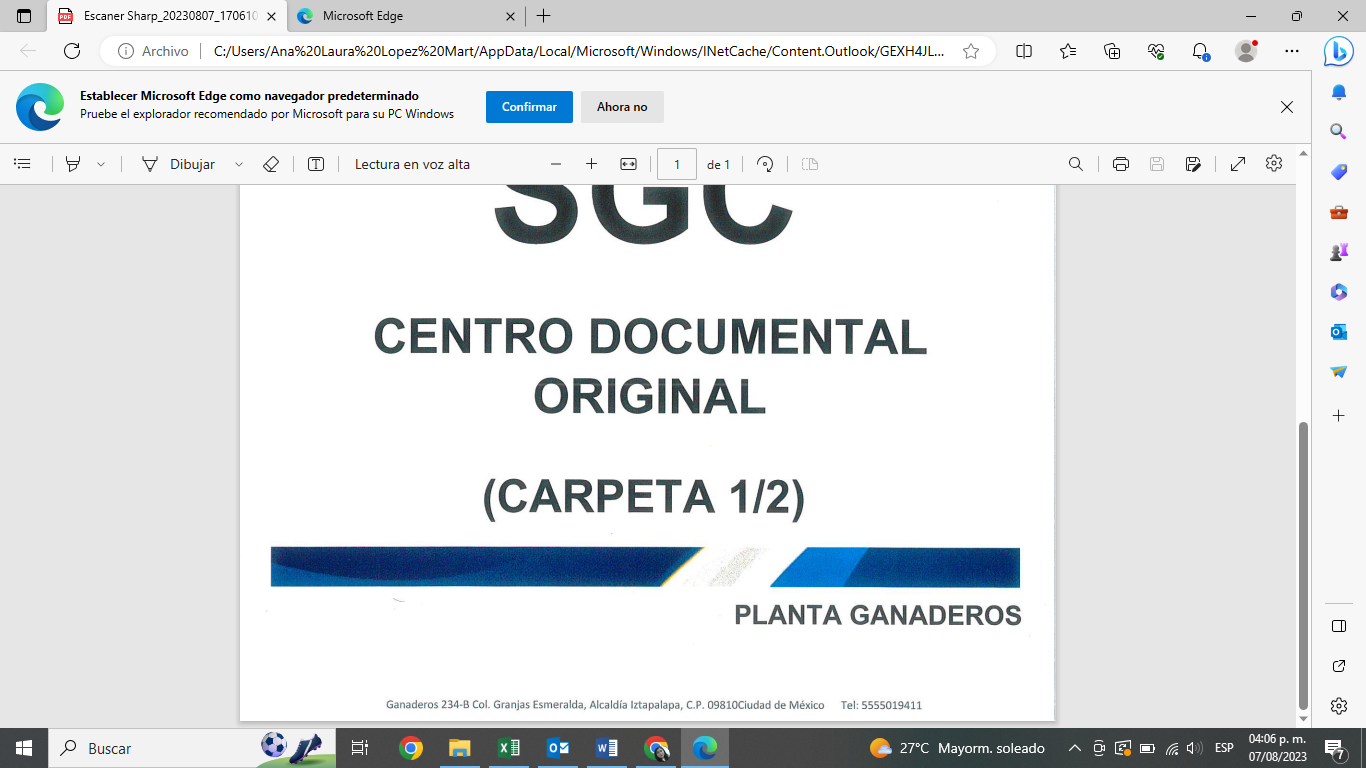 Escaner Sharp_20230807_170610
Microsoft Edge
Archivo
C:/Users/Ana%20Laura%20Lopez%20Mart/AppData/Local/Microsoft/Windows/INetCache/Content.Outlook/GEXH4JL...
Establecer Microsoft Edge como navegador predeterminado
Pruebe el explorador recomendado por Microsoft para su PC Windows
Confirmar
Ahora no
Dibujar
Lectura en voz alta
1
de 1
SGC
CENTRO DOCUMENTAL
ORIGINAL
(CARPETA 1/2)
PLANTA GANADEROS
Ganaderos 234-B Col. Granjas Esmeralda, Alcaldía Iztapalapa, C.P. 09810Ciudad de México Tel: 5555019411
Buscar
27°C Mayorm. soleado
ESP
04:06 p. m.
07/08/2023
7